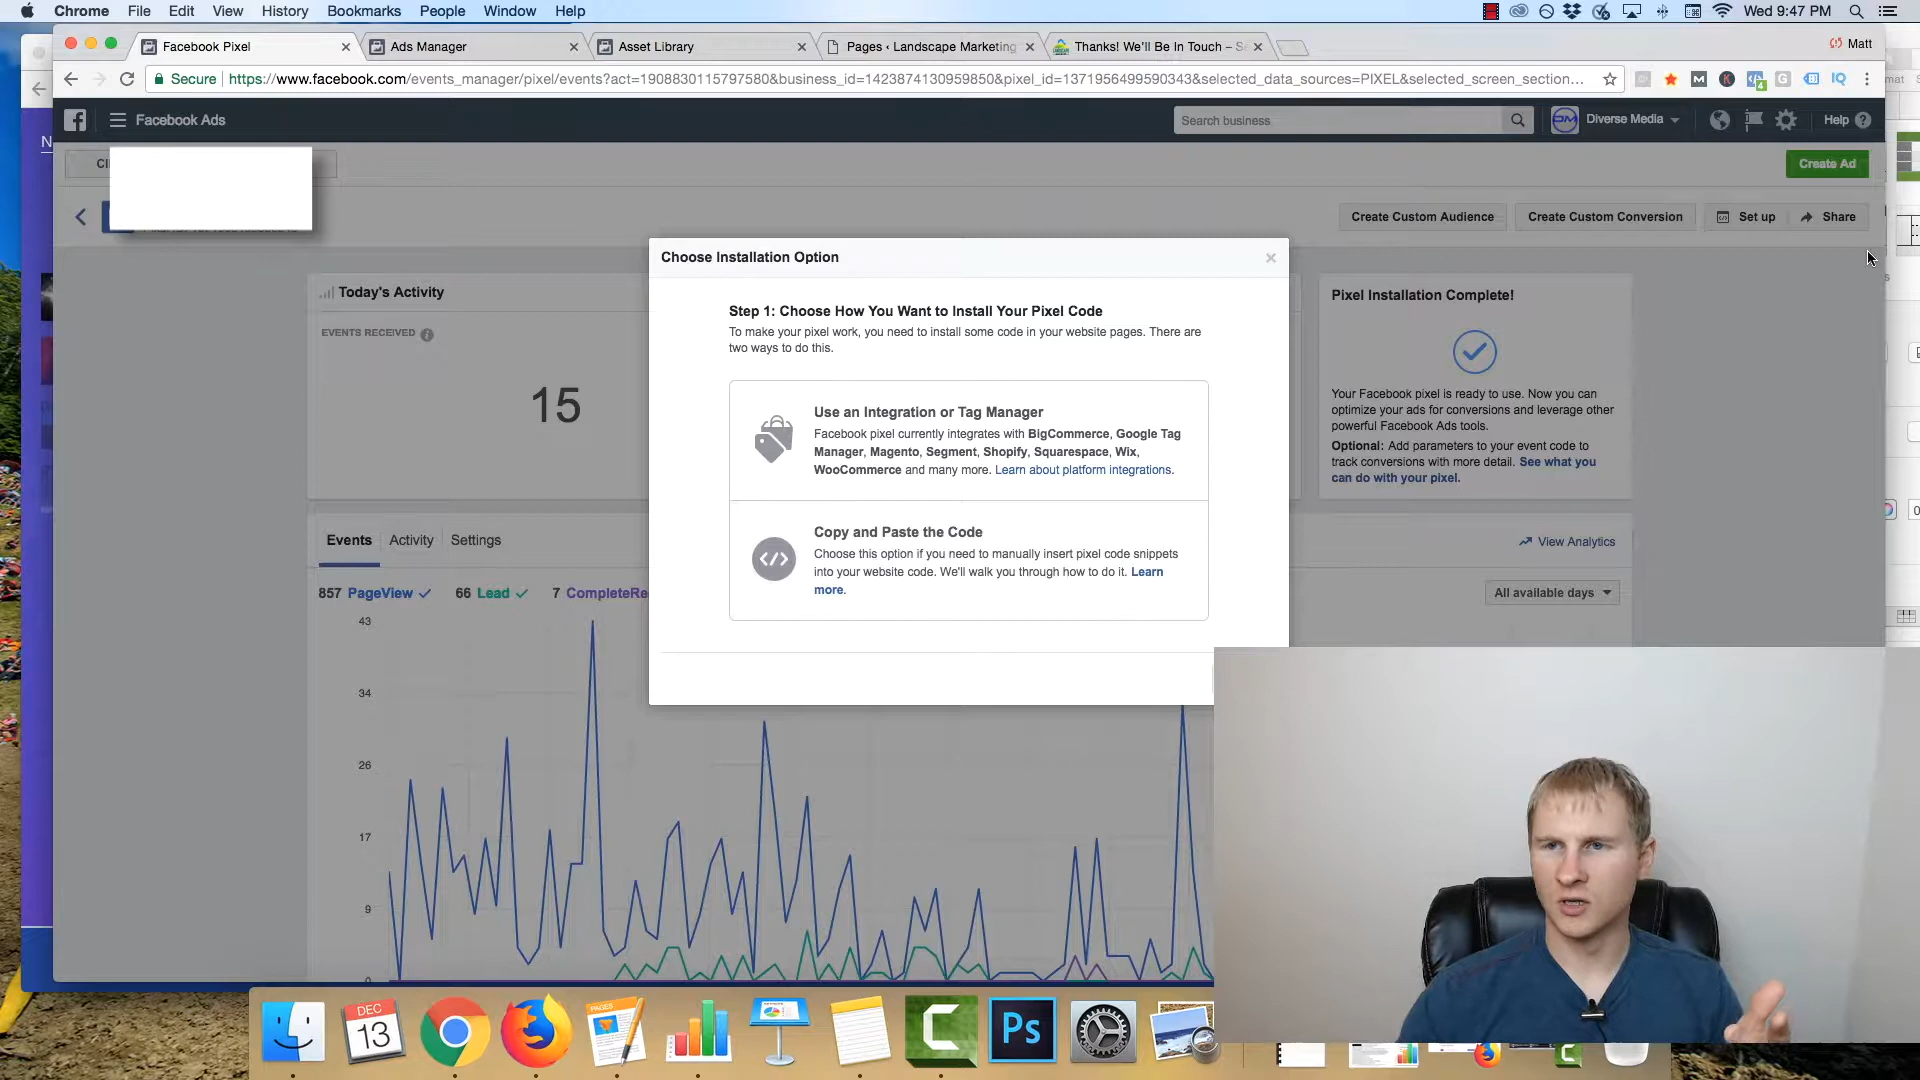 Chrome File Edit View History Bookmarks People Window Help Wed 9:47 PM
Facebook Pixel Ads Manager Asset Library Pages ‹ Landscape Marketing Thanks! We'll Be In Touch – S Matt
Secure https://www.facebook.com/events_manager/pixel/events?act=1908830115797580&business_id=1423874130959850&pixel_id=1371956499590343&selected_data_sources=PIXEL&selected_screen_section...
Facebook Ads Search business Diverse Media Help
Create Ad
Create Custom Audience Create Custom Conversion Set up Share
Choose Installation Option
Step 1: Choose How You Want to Install Your Pixel Code
To make your pixel work, you need to install some code in your website pages. There are
two ways to do this.
Use an Integration or Tag Manager
Facebook pixel currently integrates with BigCommerce, Google Tag
Manager, Magento, Segment, Shopify, Squarespace, Wix,
WooCommerce and many more. Learn about platform integrations.
Copy and Paste the Code
Choose this option if you need to manually insert pixel code snippets
into your website code. We'll walk you through how to do it. Learn
more.
Today's Activity
EVENTS RECEIVED
15
Pixel Installation Complete!
Your Facebook pixel is ready to use. Now you can
optimize your ads for conversions and leverage other
powerful Facebook Ads tools.
Optional: Add parameters to your event code to
track conversions with more detail. See what you
can do with your pixel.
Events Activity Settings
View Analytics
857 PageView 66 Lead 7 CompleteRe
All available days
43
34
26
17
9
0
DEC
13
PAGES
Ps